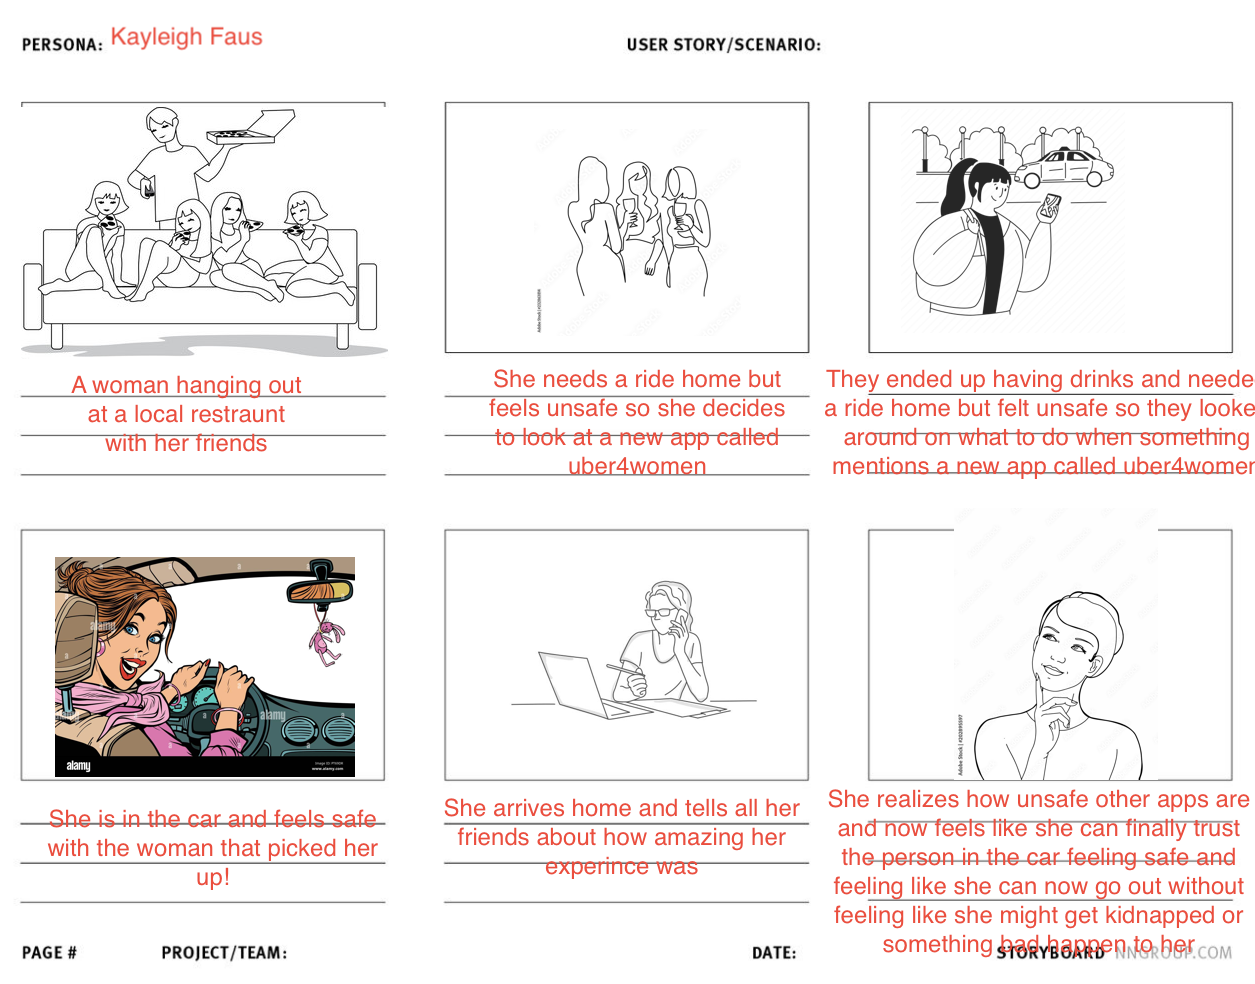 PERSONA: Kayleigh Faus
USER STORY/SCENARIO:
A woman hanging out
at a local restraunt
with her friends
She needs a ride home but
feels unsafe so she decides
to look at a new app called
uber4women
They ended up having drinks and neede
a ride home but felt unsafe so they looke
around on what to do when something
mentions a new app called uber4womer
She is in the car and feels safe
with the woman that picked her
up!
She arrives home and tells all her
friends about how amazing her
experince was
She realizes how unsafe other apps are
and now feels like she can finally trust
the person in the car feeling safe and
feeling like she can now go out without
feeling like she might get kidnapped or
something bad happen to her
alamy
alamy
alamy
www.alamy.com
PAGE #
PROJECT/TEAM:
DATE:
STORYBOARD NNGROUP.COM